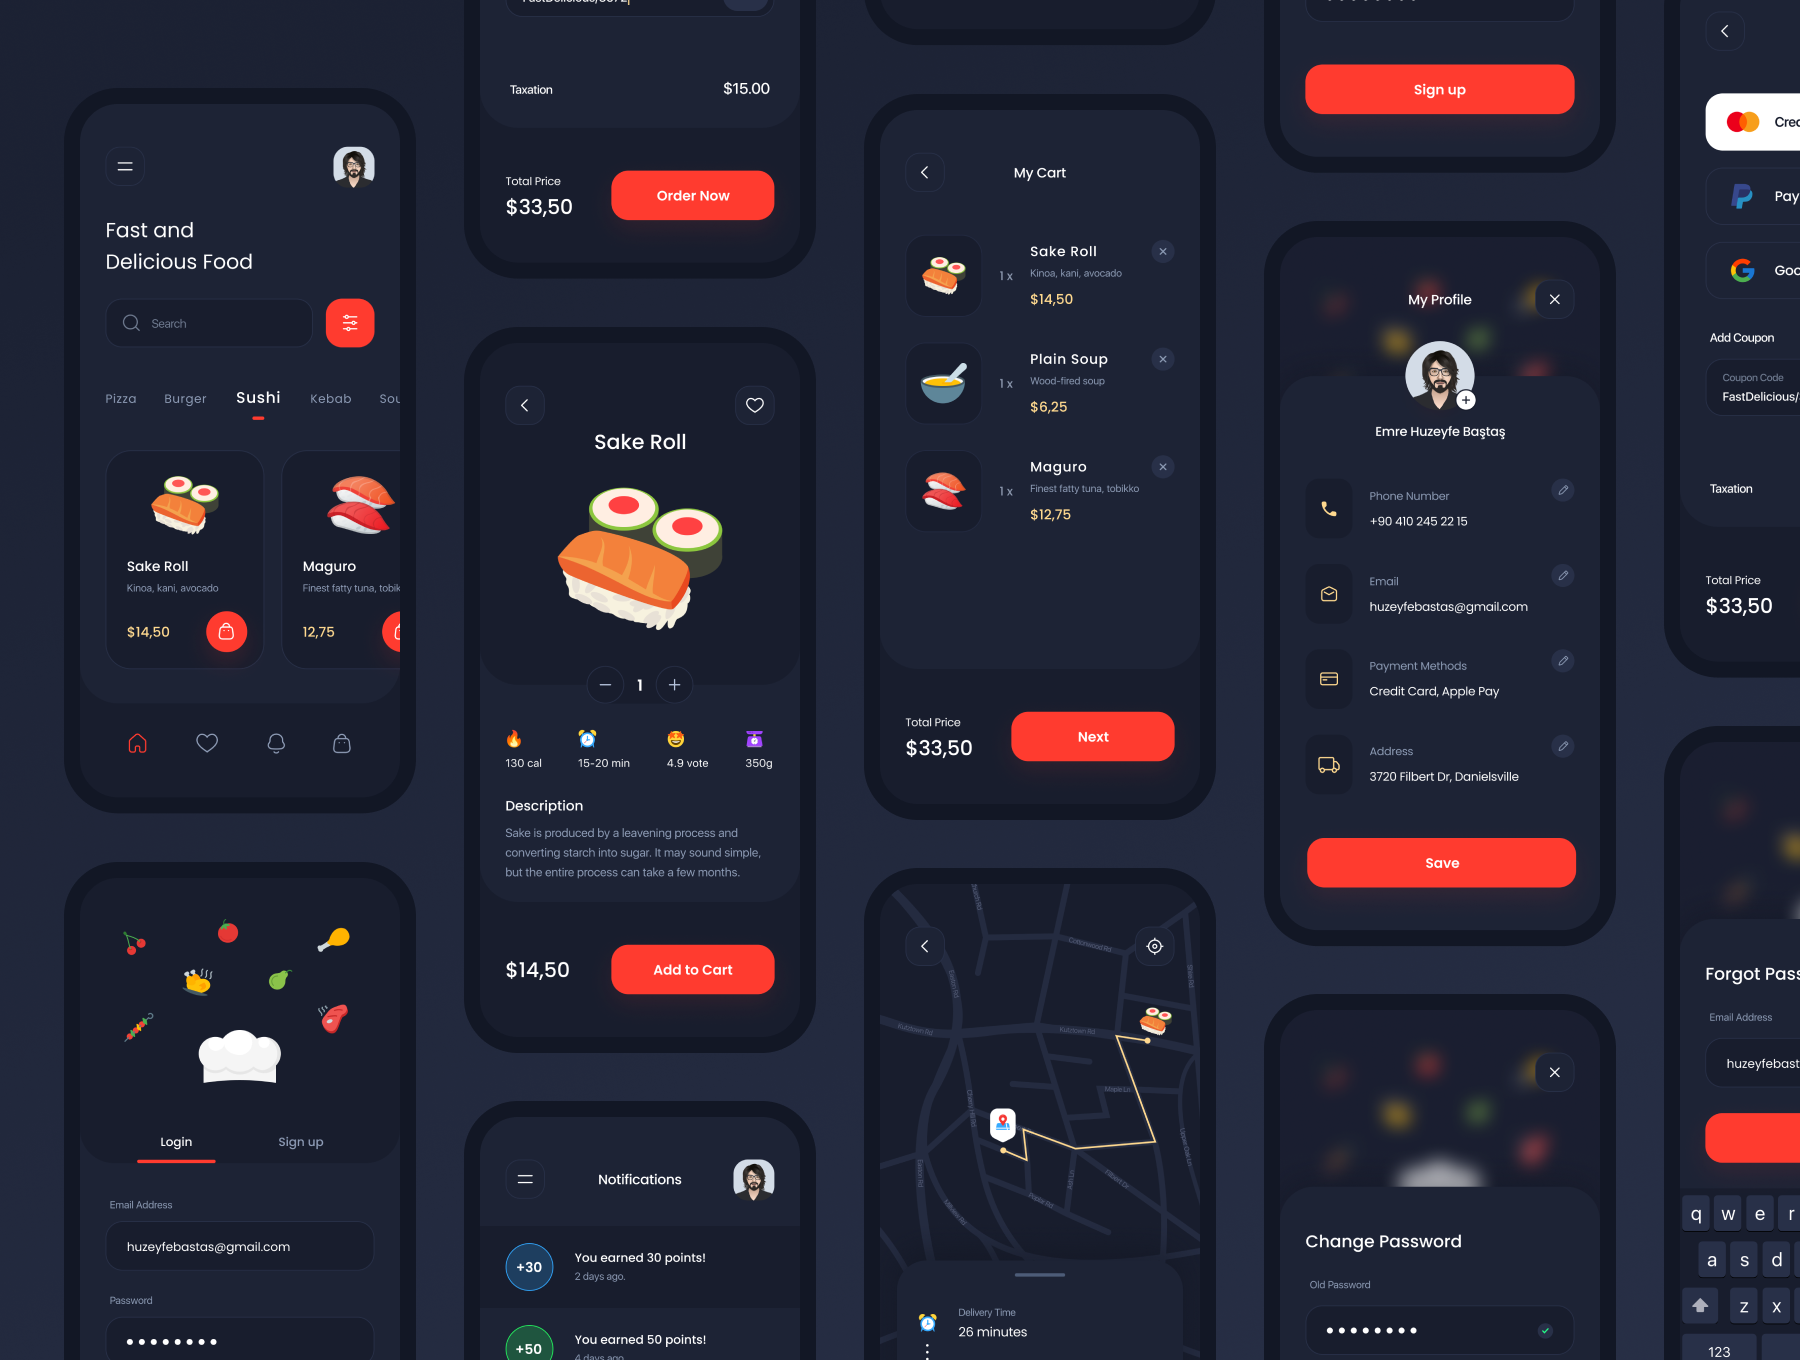 Fast and
Delicious Food
Search
Pizza Burger Sushi Kebab Sou
Sake Roll
Kinoa, kani, avocado
$14,50
Maguro
Finest fatty tuna, tobik
12,75
Login Sign up
Email Address
huzeyfebastas@gmail.com
Password
Taxation $15.00
Total Price
$33,50
Order Now
Sake Roll
1
130 cal 15-20 min 4.9 vote 350g
Description
Sake is produced by a leavening process and
converting starch into sugar. It may sound simple,
but the entire process can take a few months.
$14,50
Add to Cart
Notifications
+30
You earned 30 points!
2 days ago.
+50
You earned 50 points!
4 days ago
My Cart
1 x
Sake Roll
Kinoa, kani, avocado
$14,50
1 x
Plain Soup
Wood-fired soup
$6,25
1 x
Maguro
Finest fatty tuna, tobikko
$12,75
Total Price
$33,50
Next
Cottonwood Rd
Kutztown Rd
Kutztown Rd
Maple Ln
Delivery Time
26 minutes
Sign up
My Profile
Emre Huzeyfe Baştaş
Phone Number
+90 410 245 22 15
Email
huzeyfebastas@gmail.com
Payment Methods
Credit Card, Apple Pay
Address
3720 Filbert Dr, Danielsville
Save
Change Password
Old Password
Cred
Pay
Goo
Add Coupon
Coupon Code
FastDelicious/
Taxation
Total Price
$33,50
Forgot Pass
Email Address
huzeyfebast
q w e r
a s d
z x
123